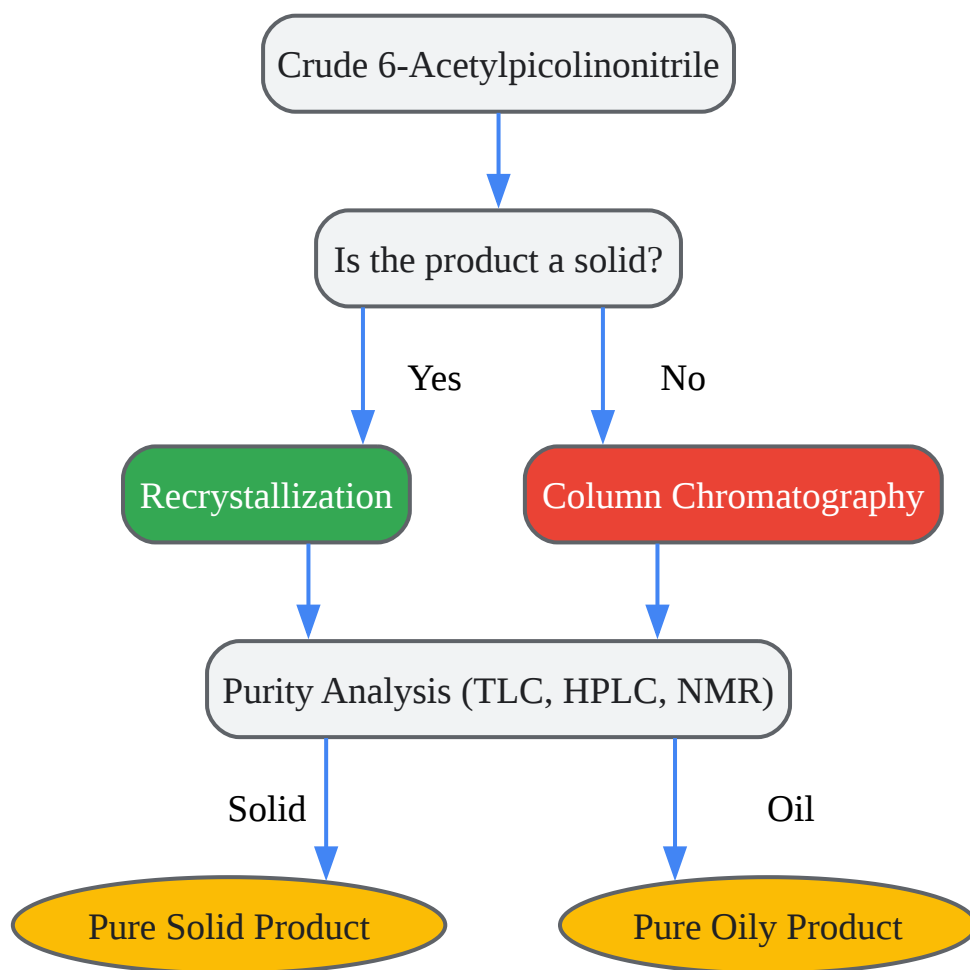 Crude 6-Acetylpicolinonitrile
Is the product a solid?
Yes
No
Recrystallization
Column Chromatography
Purity Analysis (TLC, HPLC, NMR)
Solid
Oil
Pure Solid Product
Pure Oily Product